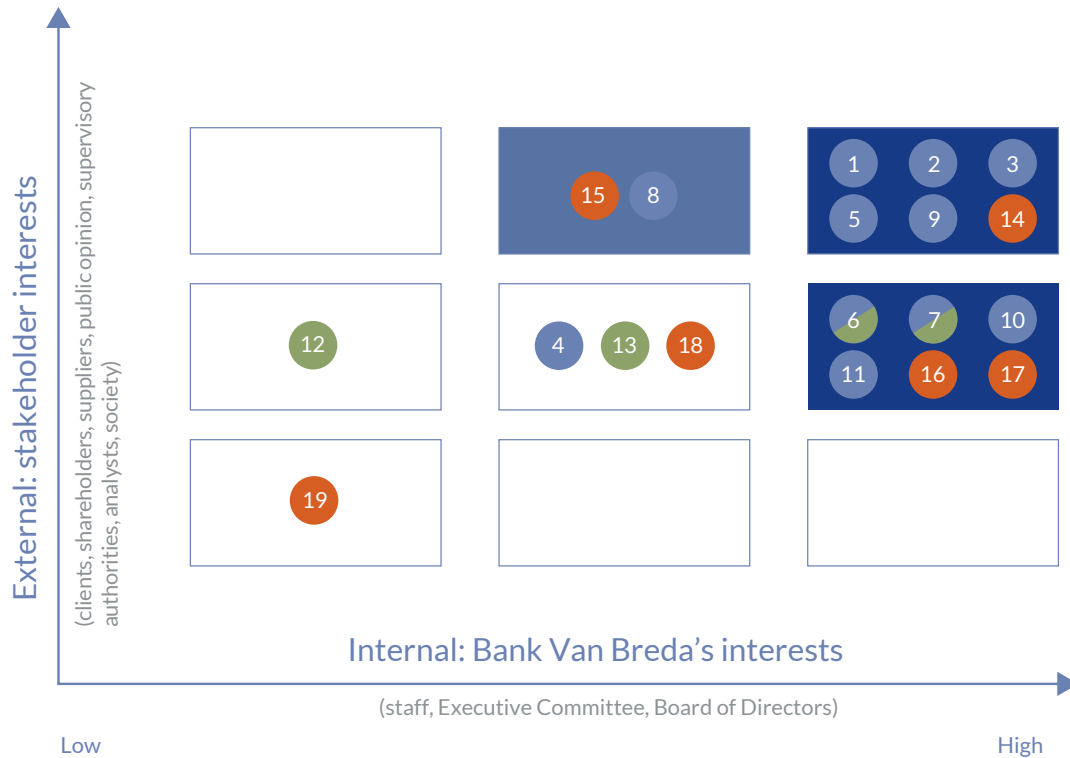 External: stakeholder interests
(clients, shareholders, suppliers, public opinion, supervisory
authorities, analysts, society)
15 8
1 2 3
5 9 14
12
4 13 18
6 7 10
11 16 17
19
Internal: Bank Van Breda's interests
(staff, Executive Committee, Board of Directors)
Low High